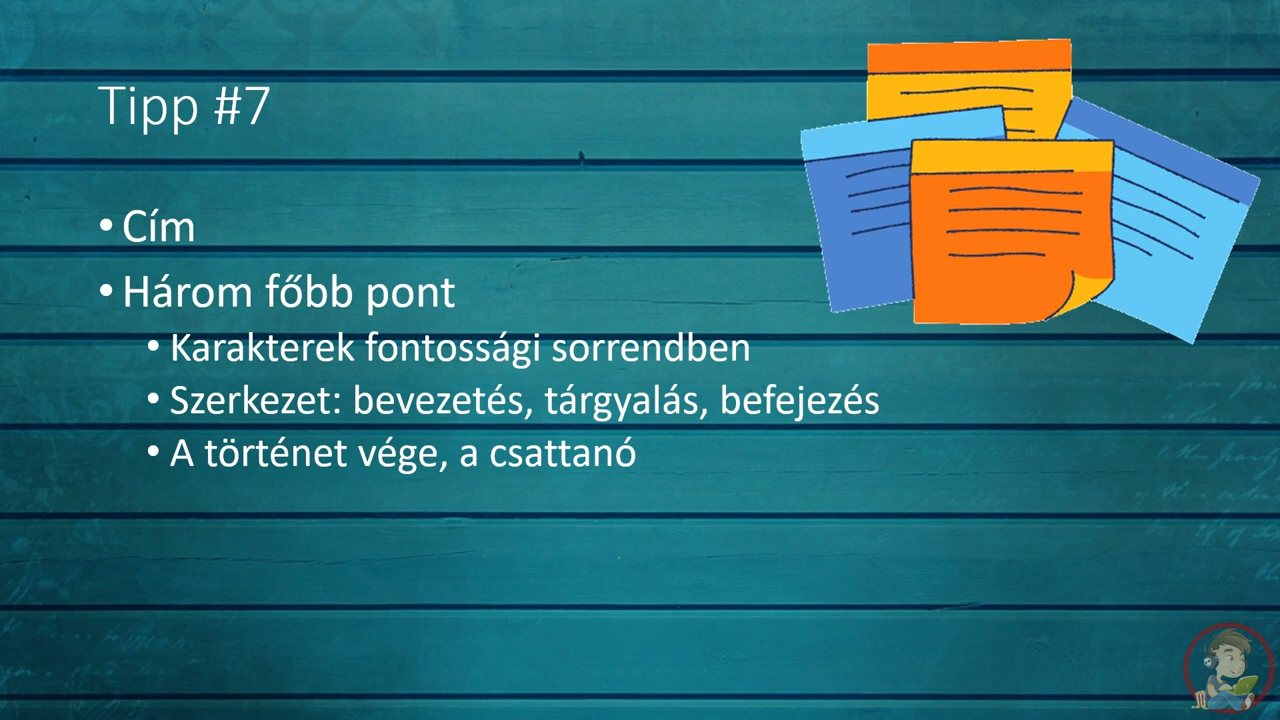 Tipp #7
• Cím
• Három főbb pont
• Karakterek fontossági sorrendben
• Szerkezet: bevezetés, tárgyalás, befejezés
• A történet vége, a csattanó